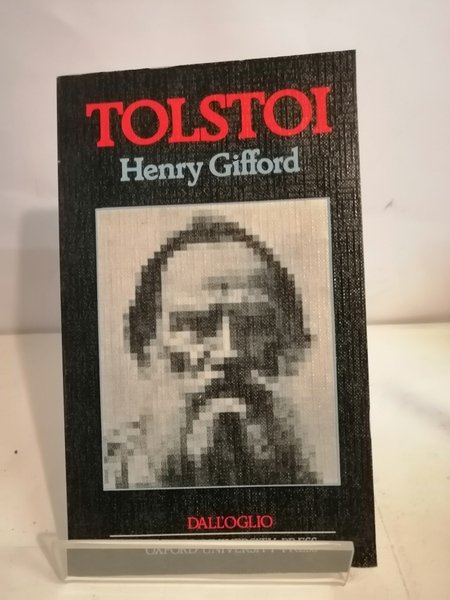 TOLSTOI
Henry Gifford
DALL'OGLIO
OXFORD UNIVERSITY PRESS